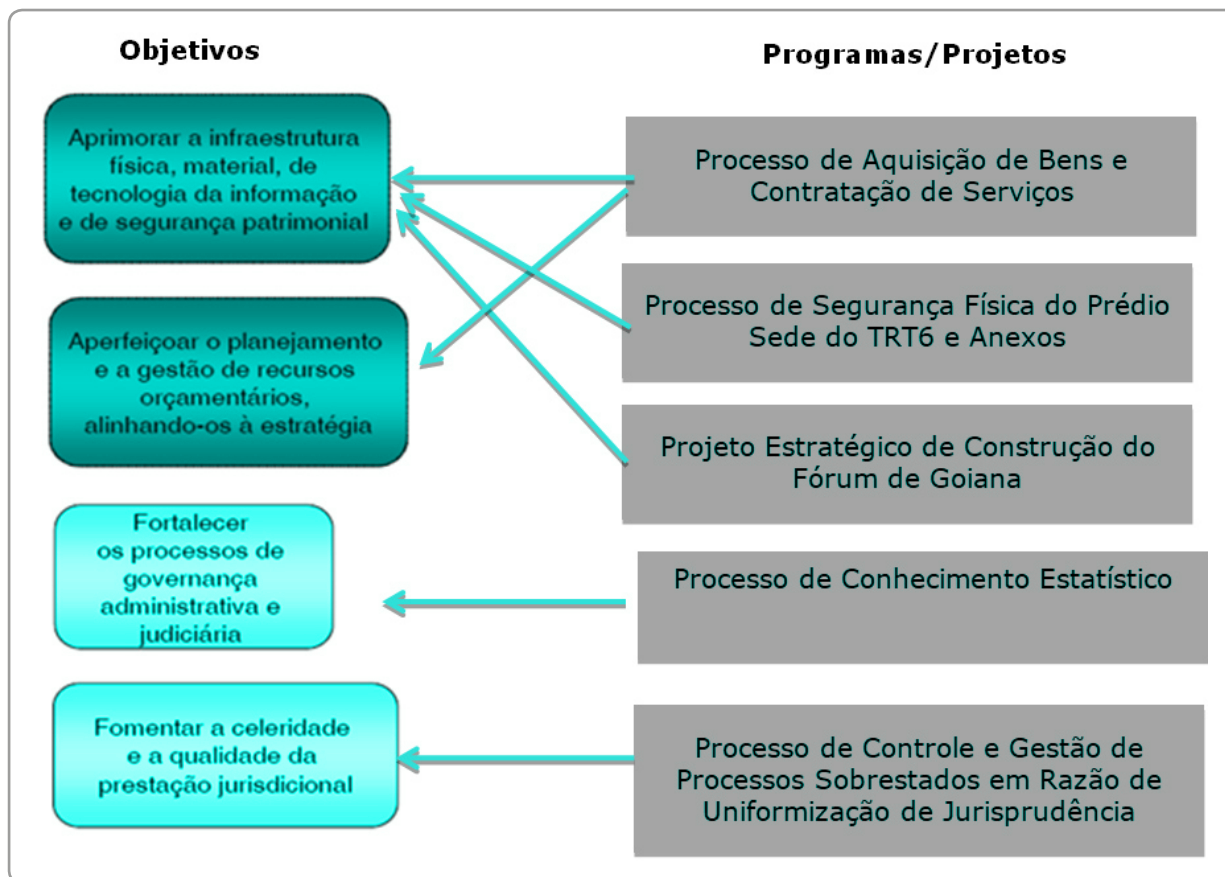 Objetivos
Programas/Projetos
Aprimorar a infraestrutura
física, material, de
tecnologia da informação
e de segurança patrimonial
Processo de Aquisição de Bens e
Contratação de Serviços
Processo de Segurança Física do Prédio
Sede do TRT6 e Anexos
Aperfeiçoar o planejamento
e a gestão de recursos
orçamentários,
alinhando-os à estratégia
Projeto Estratégico de Construção do
Fórum de Goiana
Fortalecer
os processos de
governança
administrativa e
judiciária
Processo de Conhecimento Estatístico
Fomentar a celeridade
e a qualidade da
prestação jurisdicional
Processo de Controle e Gestão de
Processos Sobrestados em Razão de
Uniformização de Jurisprudência